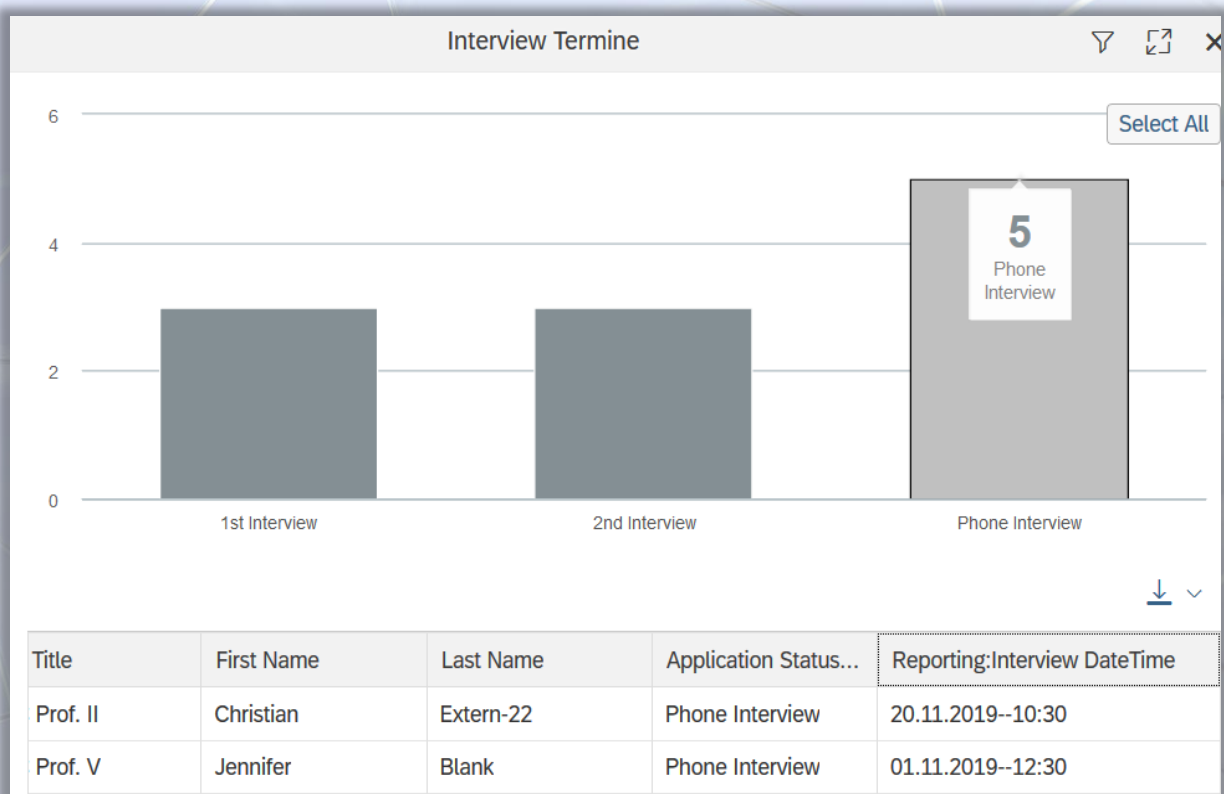 Interview Termine
6
Select All
5
Phone
Interview
4
2
0
1st Interview 2nd Interview Phone Interview
Title First Name Last Name Application Status... Reporting:Interview DateTime
Prof. II Christian Extern-22 Phone Interview 20.11.2019--10:30
Prof. V Jennifer Blank Phone Interview 01.11.2019--12:30